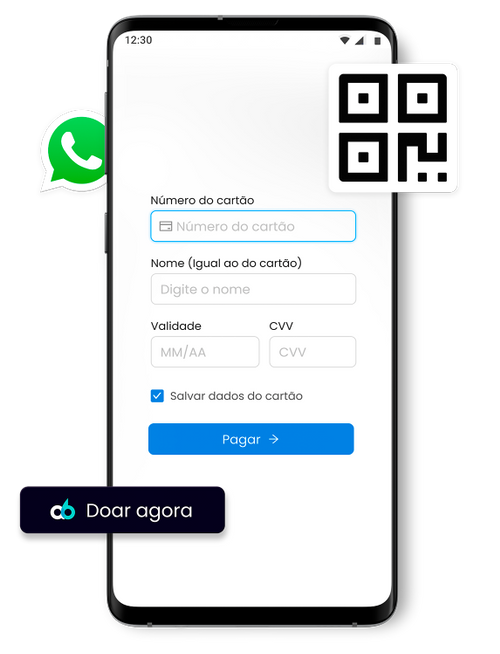 12:30
Número do cartão
Número do cartão
Nome (Igual ao do cartão)
Digite o nome
Validade CVV
MM/AA CVV
Salvar dados do cartão
Pagar →
Doar agora